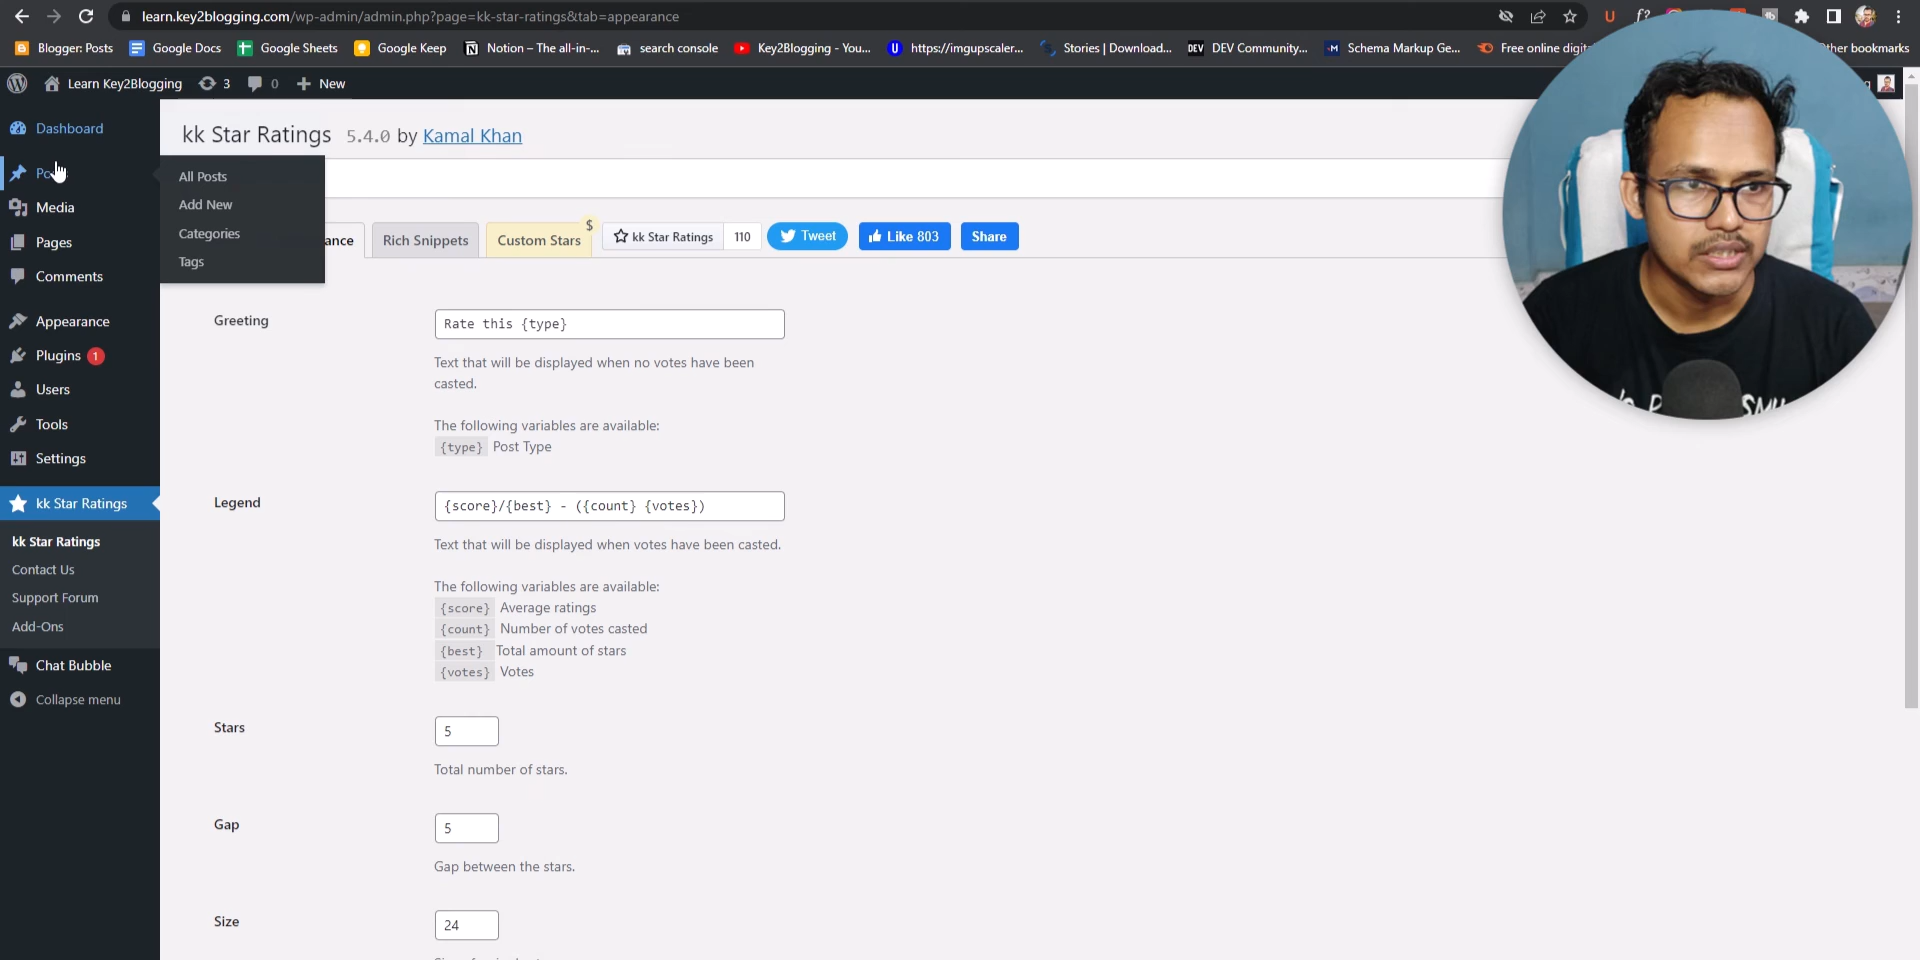 learn.key2blogging.com/wp-admin/admin.php?page=kk-star-ratings&tab=appearance
Blogger: Posts Google Docs Google Sheets Google Keep Notion – The all-in-... search console Key2Blogging - You... https://imgupscaler... Stories | Download... DEV Community... Schema Markup Ge... Free online digita ther bookmarks
Learn Key2Blogging 3 0 + New
Dashboard
Media
Pages
Comments
Appearance
Plugins 1
Users
Tools
Settings
kk Star Ratings
kk Star Ratings
Contact Us
Support Forum
Add-Ons
Chat Bubble
Collapse menu
All Posts
Add New
Categories
Tags
kk Star Ratings 5.4.0 by Kamal Khan
ance Rich Snippets Custom Stars $ kk Star Ratings 110 Tweet Like 803 Share
Greeting
Rate this {type}
Text that will be displayed when no votes have been
casted.
The following variables are available:
{type} Post Type
Legend
{score}/{best} - ({count} {votes})
Text that will be displayed when votes have been casted.
The following variables are available:
{score} Average ratings
{count} Number of votes casted
{best} Total amount of stars
{votes} Votes
Stars
5
Total number of stars.
Gap
5
Gap between the stars.
Size
24